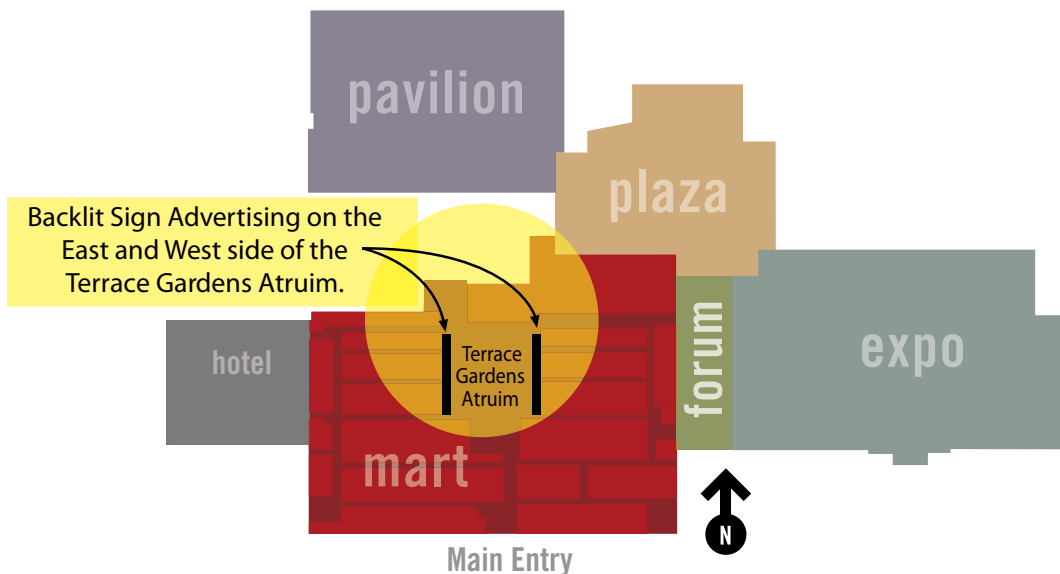 pavilion
plaza
Backlit Sign Advertising on the
East and West side of the
Terrace Gardens Atruim.
hotel
Terrace
Gardens
Atruim
forum
expo
mart
N
Main Entry